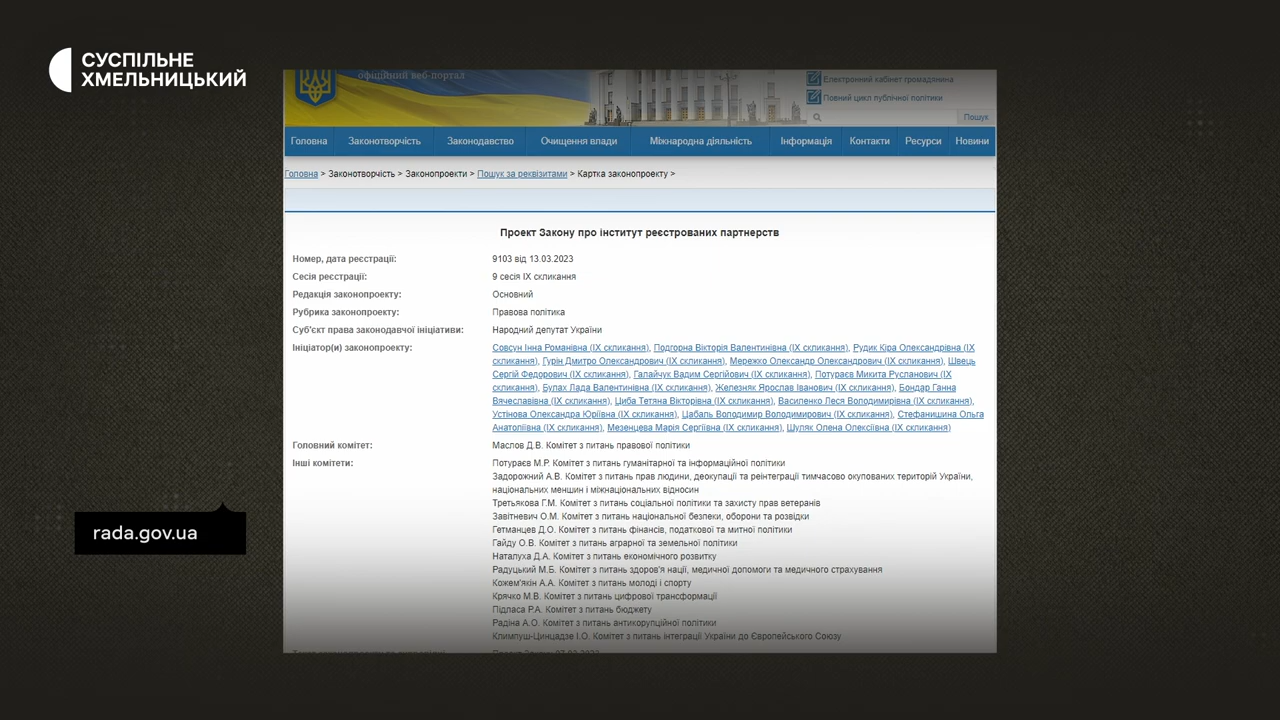 СУСПІЛЬНЕ
ХМЕЛЬНИЦЬКИЙ
офіційний веб-портал
Електронний кабінет громадянина
Повний цикл публічної політики
Пошук
Головна Законотворчість Законодавство Очищення влади Міжнародна діяльність Інформація Контакти Ресурси Новини
Головна > Законотворчість > Законопроекти > Пошук за реквізитами > Картка законопроекту >
Проект Закону про інститут реєстрованих партнерств
Номер, дата реєстрації: 9103 від 13.03.2023
Сесія реєстрації: 9 сесія IX скликання
Редакція законопроекту: Основний
Рубрика законопроекту: Правова політика
Суб'єкт права законодавчої ініціативи: Народний депутат України
Ініціатор(и) законопроекту: Совсун Інна Романівна (IX скликання), Подгорна Вікторія Валентинівна (IX скликання), Рудик Кіра Олександрівна (IX
скликання), Гурін Дмитро Олександрович (IX скликання), Мережко Олександр Олександрович (IX скликання), Швець
Сергій Федорович (IX скликання), Галайчук Вадим Сергійович (IX скликання), Потураєв Микита Русланович (IX
скликання), Булах Лада Валентинівна (IX скликання), Железняк Ярослав Іванович (IX скликання), Бондар Ганна
Вячеславівна (IX скликання), Циба Тетяна Вікторівна (IX скликання), Василенко Леся Володимирівна (IX скликання),
Устінова Олександра Юріївна (IX скликання), Цабаль Володимир Володимирович (IX скликання), Стефанишина Ольга
Анатоліївна (IX скликання), Мезенцева Марія Сергіївна (IX скликання), Шуляк Олена Олексіївна (IX скликання)
Головний комітет: Маслов Д.В. Комітет з питань правової політики
Інші комітети: Потураєв М.Р. Комітет з питань гуманітарної та інформаційної політики
Задорожний А.В. Комітет з питань прав людини, деокупації та реінтеграції тимчасово окупованих територій України,
національних меншин і міжнаціональних відносин
Третьякова Г.М. Комітет з питань соціальної політики та захисту прав ветеранів
Завітневич О.М. Комітет з питань національної безпеки, оборони та розвідки
Гетманцев Д.О. Комітет з питань фінансів, податкової та митної політики
Гайду О.В. Комітет з питань аграрної та земельної політики
Наталуха Д.А. Комітет з питань економічного розвитку
Радуцький М.Б. Комітет з питань здоров'я нації, медичної допомоги та медичного страхування
Кожем'якін А.А. Комітет з питань молоді і спорту
Крячко М.В. Комітет з питань цифрової трансформації
Підласа Р.А. Комітет з питань бюджету
Радіна А.О. Комітет з питань антикорупційної політики
Климпуш-Цинцадзе І.О. Комітет з питань інтеграції України до Європейського Союзу
rada.gov.ua